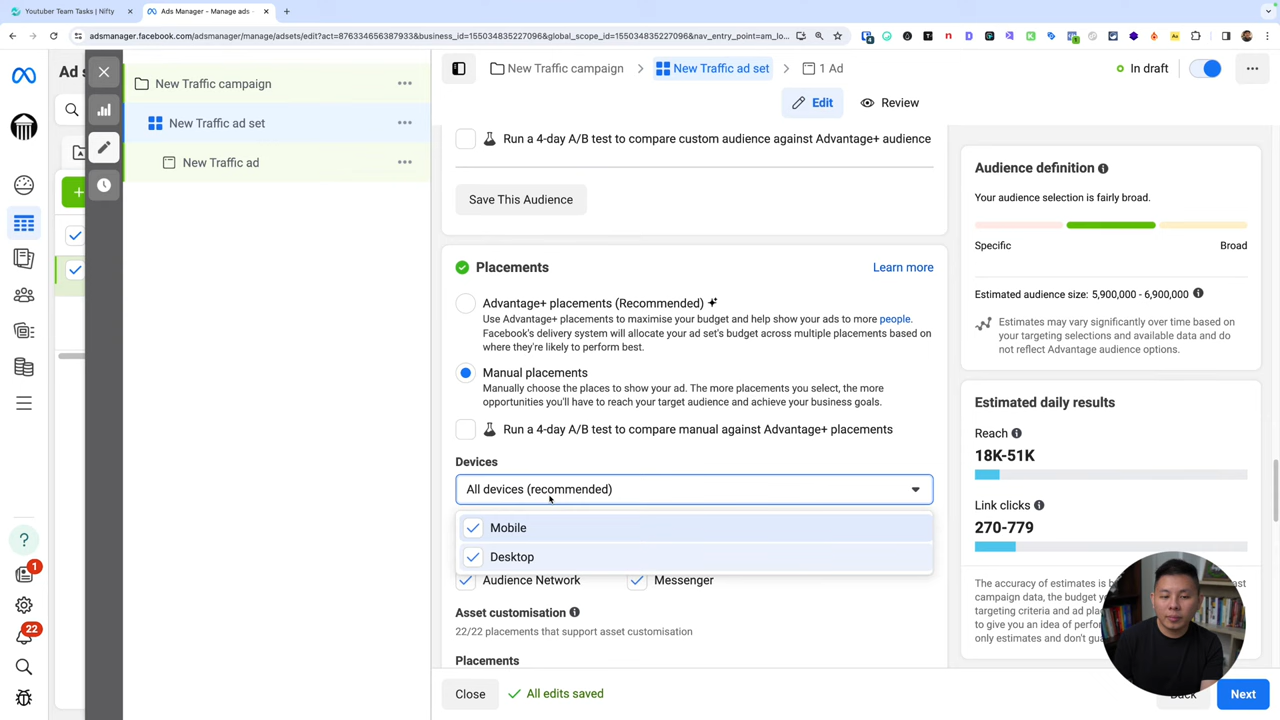 Youtuber Team Tasks | Nifty
Ads Manager - Manage ads -
adsmanager.facebook.com/adsmanager/manage/adsets/edit?act=876334656387933&business_id=155034835227096&global_scope_id=155034835227096&nav_entry_point=am_lo...
Ad s
New Traffic campaign
New Traffic ad set
New Traffic ad
New Traffic campaign
New Traffic ad set
1 Ad
In draft
Edit
Review
Run a 4-day A/B test to compare custom audience against Advantage+ audience
Save This Audience
Placements
Learn more
Advantage+ placements (Recommended)
Use Advantage+ placements to maximise your budget and help show your ads to more people.
Facebook's delivery system will allocate your ad set's budget across multiple placements based on
where they're likely to perform best.
Manual placements
Manually choose the places to show your ad. The more placements you select, the more
opportunities you'll have to reach your target audience and achieve your business goals.
Run a 4-day A/B test to compare manual against Advantage+ placements
Devices
All devices (recommended)
Mobile
Desktop
Audience Network
Messenger
Asset customisation
22/22 placements that support asset customisation
Placements
Close
All edits saved
Back
Next
Audience definition
Your audience selection is fairly broad.
Specific
Broad
Estimated audience size: 5,900,000 - 6,900,000
Estimates may vary significantly over time based on
your targeting selections and available data and do
not reflect Advantage audience options.
Estimated daily results
Reach
18K-51K
Link clicks
270-779
The accuracy of estimates is b
campaign data, the budget y
targeting criteria and ad plac
to give you an idea of perfor
only estimates and don't gua
1
22